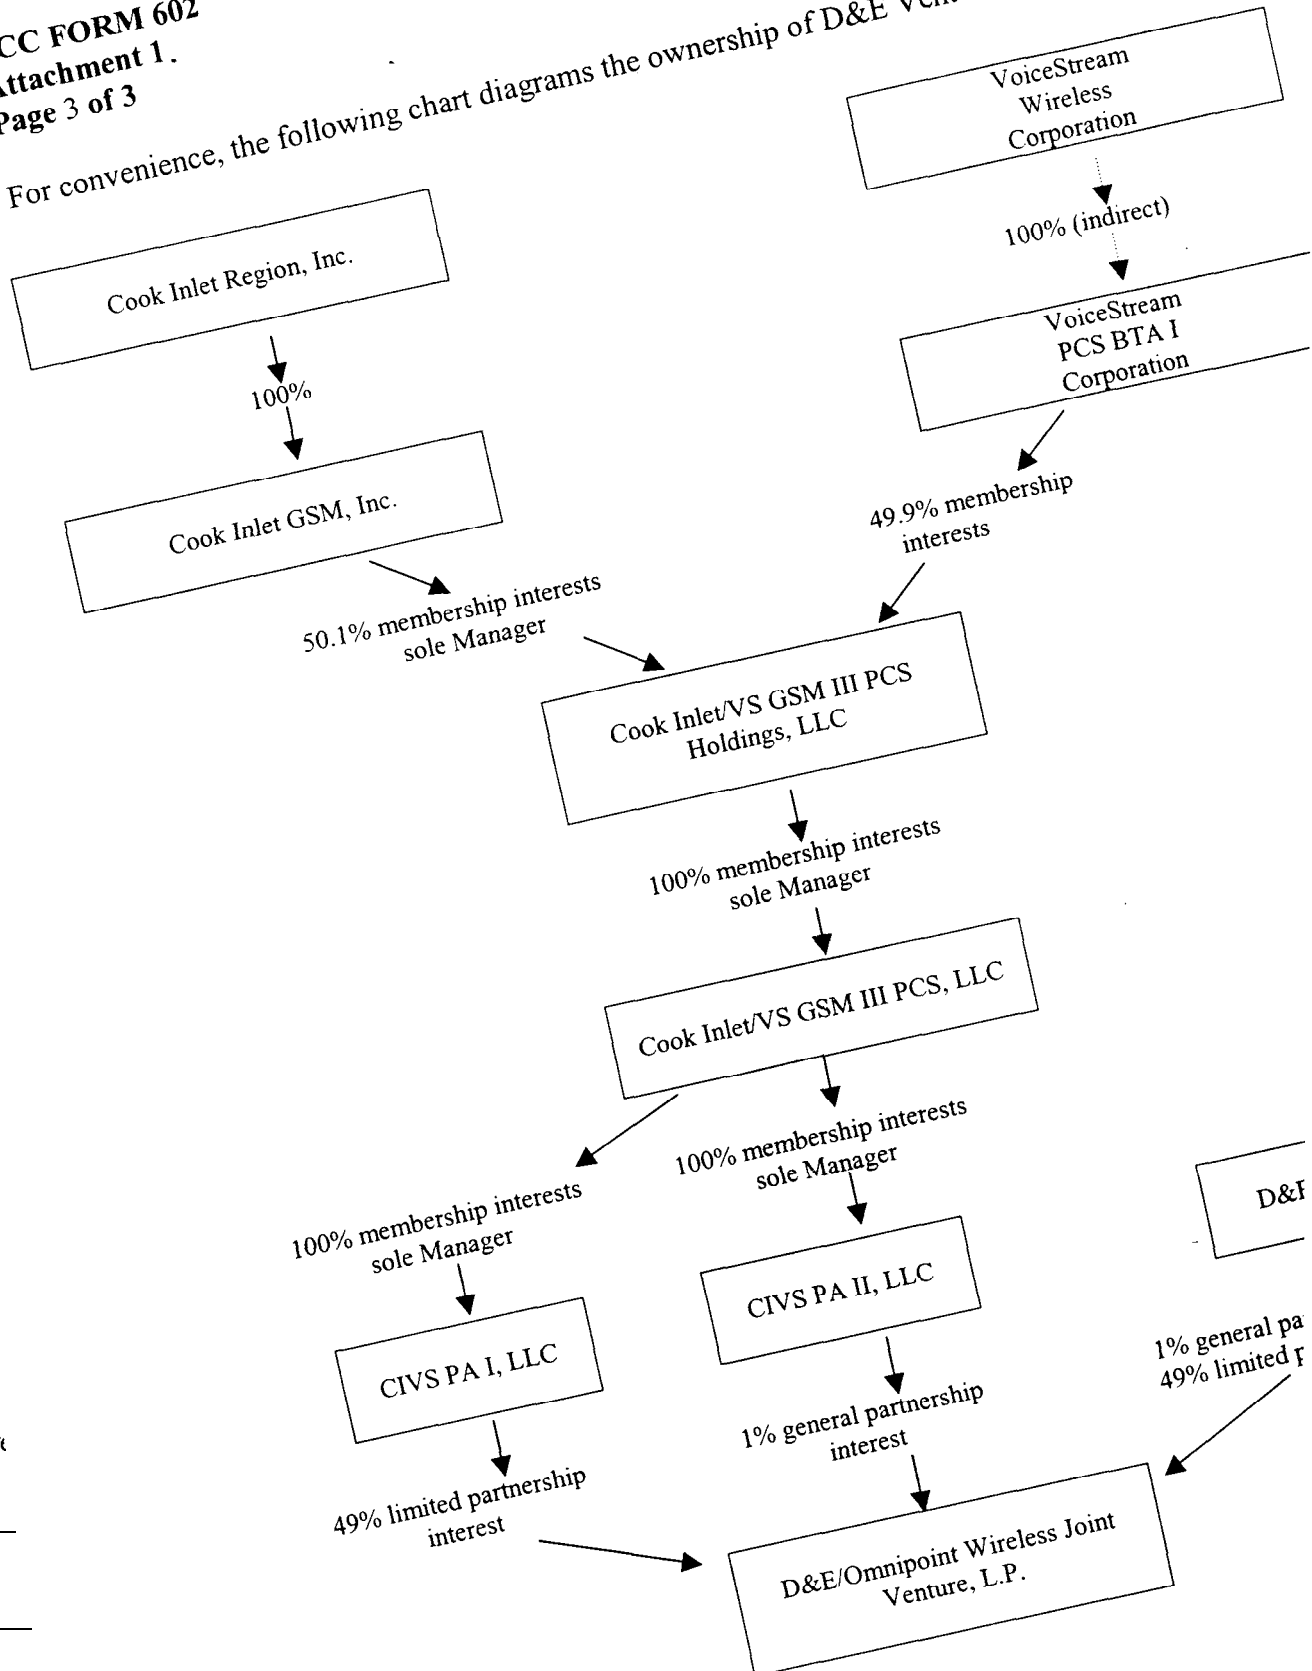 CC FORM 602
Attachment 1.
Page 3 of 3
For convenience, the following chart diagrams the ownership of D&E
VoiceStream
Wireless
Corporation
100% (indirect)
Cook Inlet Region, Inc.
100%
VoiceStream
PCS BTA I
Corporation
Cook Inlet GSM, Inc.
49.9% membership
interests
50.1% membership interests
sole Manager
Cook Inlet/VS GSM III PCS
Holdings, LLC
100% membership interests
sole Manager
Cook Inlet/VS GSM III PCS, LLC
100% membership interests
sole Manager
100% membership interests
sole Manager
D&E
CIVS PA I, LLC
CIVS PA II, LLC
1% general pa
49% limited p
49% limited partnership
interest
1% general partnership
interest
D&E/Omnipoint Wireless Joint
Venture, L.P.